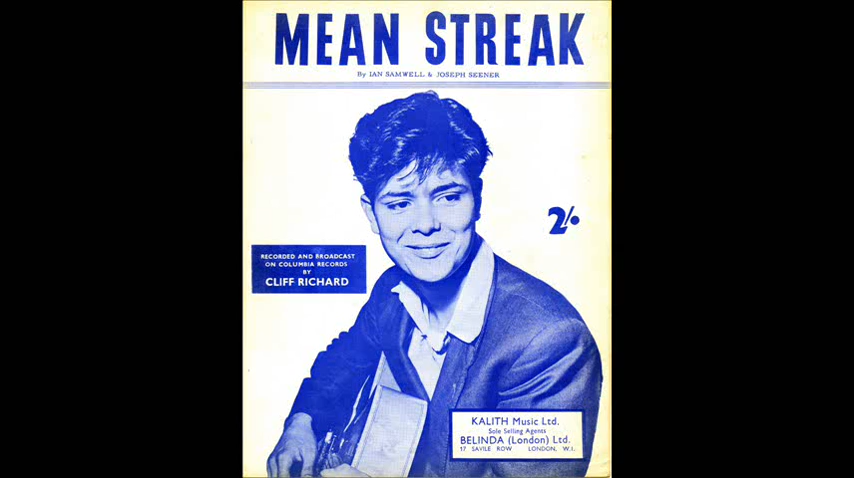 MEAN STREAK
By IAN SAMWELL & JOSEPH SEENER
2/-
RECORDED AND BROADCAST
ON COLUMBIA RECORDS
BY
CLIFF RICHARD
KALITH Music Ltd.
Sole Selling Agents
BELINDA (London) Ltd.
17 SAVILE ROW LONDON, W.1.